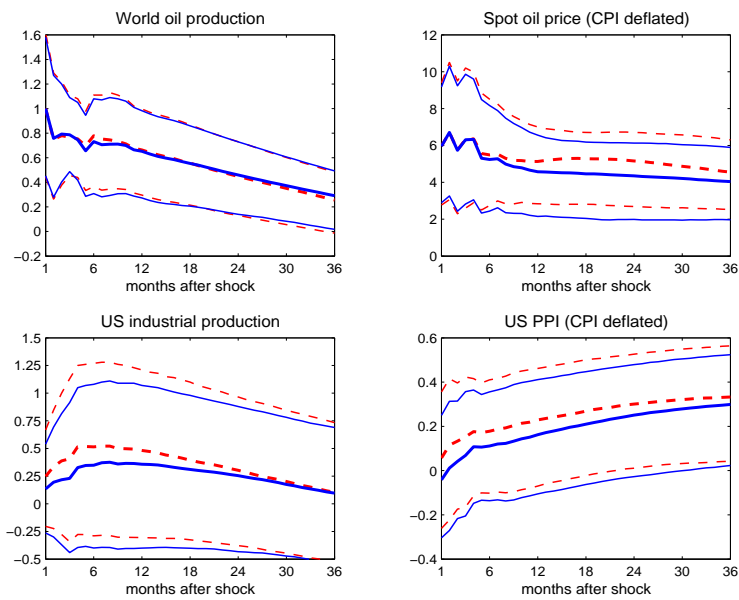 World oil production
1.6
1.4
1.2
1
0.8
0.6
0.4
0.2
0
−0.2
1 6 12 18 24 30 36
months after shock
Spot oil price (CPI deflated)
12
10
8
6
4
2
0
1 6 12 18 24 30 36
months after shock
US industrial production
1.5
1.25
1
0.75
0.5
0.25
0
−0.25
−0.5
1 6 12 18 24 30 36
months after shock
US PPI (CPI deflated)
0.6
0.4
0.2
0
−0.2
−0.4
1 6 12 18 24 30 36
months after shock